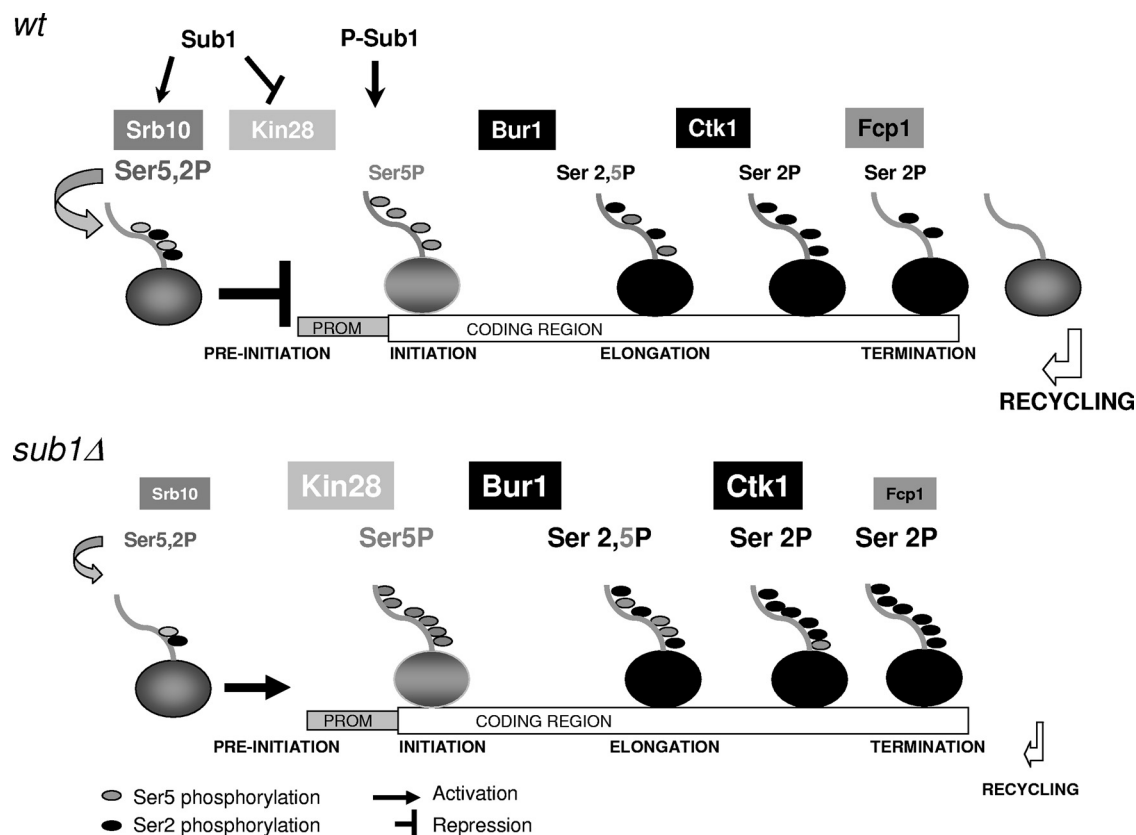 wt
Sub1 P-Sub1
Srb10 Kin28 Bur1 Ctk1 Fcp1
Ser5,2P Ser5P Ser 2,5P Ser 2P Ser 2P
PROM CODING REGION
PRE-INITIATION INITIATION ELONGATION TERMINATION
RECYCLING
sub1Δ
Srb10 Kin28 Bur1 Ctk1 Fcp1
Ser5,2P Ser5P Ser 2,5P Ser 2P Ser 2P
PROM CODING REGION
PRE-INITIATION INITIATION ELONGATION TERMINATION
RECYCLING
Ser5 phosphorylation Activation
Ser2 phosphorylation Repression